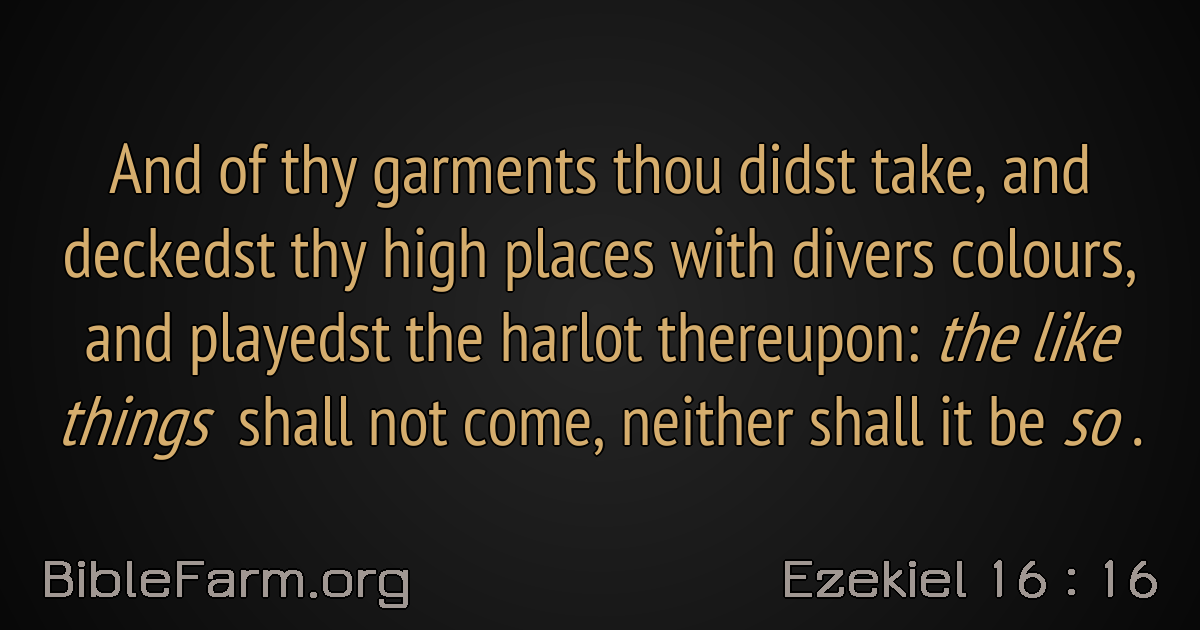 And of thy garments thou didst take, and
deckedst thy high places with divers colours,
and playedst the harlot thereupon: the like
things shall not come, neither shall it be so .
BibleFarm.org
Ezekiel 16 : 16